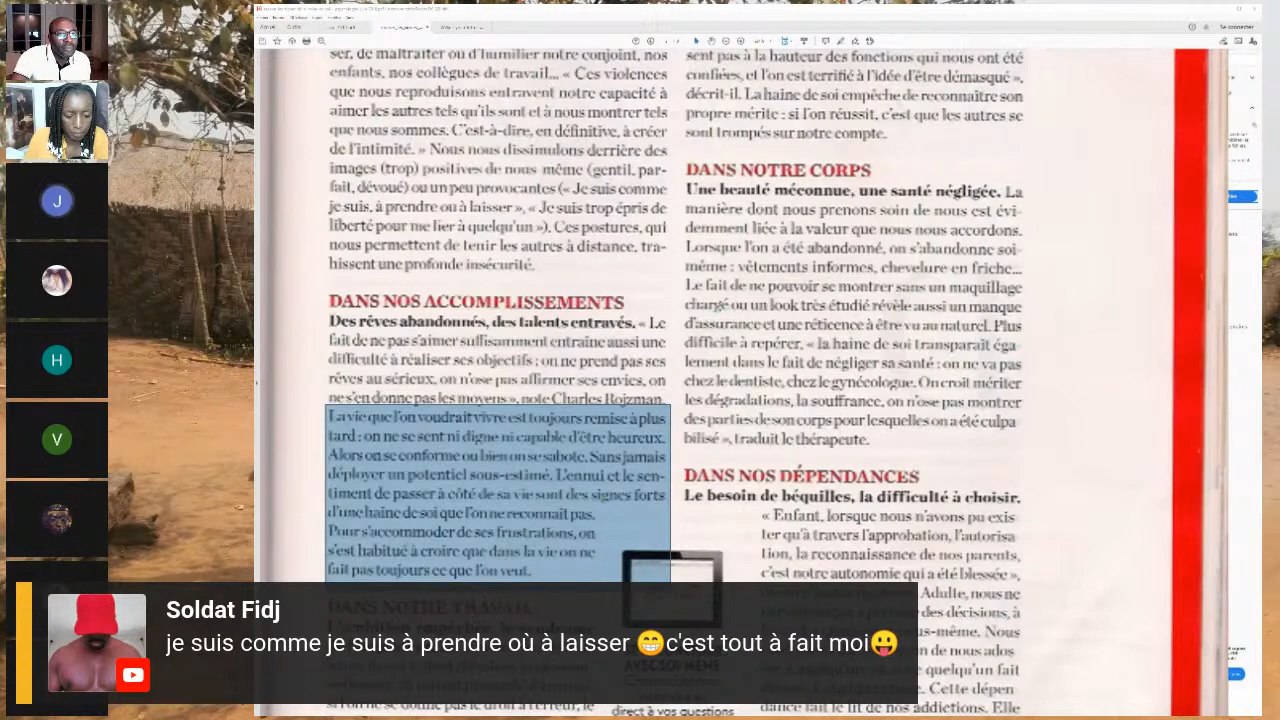 Se connecter
ser, de maltraiter ou d'humilier notre conjoint, nos
enfants, nos collègues de travail... « Ces violences
que nous reproduisons entravent notre capacité à
aimer les autres tels qu'ils sont et à nous montrer tels
que nous sommes. C'est-à-dire, en définitive, à créer
de l'intimité. » Nous nous dissimulons derrière des
images (trop) positives de nous-même (gentil, par-
fait, dévoué) ou un peu provocantes (« Je suis comme
je suis, à prendre ou à laisser », « Je suis trop épris de
liberté pour me lier à quelqu'un »). Ces postures, qui
nous permettent de tenir les autres à distance, tra-
hissent une profonde insécurité.
DANS NOS ACCOMPLISSEMENTS
Des rêves abandonnés, des talents entravés. « Le
fait de ne pas s'aimer suffisamment entraîne aussi une
difficulté à réaliser ses objectifs : on ne prend pas ses
rêves au sérieux, on n'ose pas affirmer ses envies, on
ne s'en donne pas les moyens », note Charles Rojzman.
La vie que l'on voudrait vivre est toujours remise à plus
tard : on ne se sent ni digne ni capable d'être heureux.
Alors on se conforme ou bien on se sabote. Sans jamais
déployer un potentiel sous-estimé. L'ennui et le sen-
timent de passer à côté de sa vie sont des signes forts
d'une haine de soi que l'on ne reconnaît pas.
Pour s'accommoder de ses frustrations, on
s'est habitué à croire que dans la vie on ne
fait pas toujours ce que l'on veut.
DANS NOTRE TRAVAIL
sent pas à la hauteur des fonctions qui nous ont été
confiées, et l'on est terrifié à l'idée d'être démasqué »,
décrit-il. La haine de soi empêche de reconnaître son
propre mérite : si l'on réussit, c'est que les autres se
sont trompés sur notre compte.
DANS NOTRE CORPS
Une beauté méconnue, une santé négligée. La
manière dont nous prenons soin de nous est évi-
demment liée à la valeur que nous nous accordons.
Lorsque l'on a été abandonné, on s'abandonne soi-
même : vêtements informes, chevelure en friche...
Le fait de ne pouvoir se montrer sans un maquillage
chargé ou un look très étudié révèle aussi un manque
d'assurance et une réticence à être vu au naturel. Plus
difficile à repérer, « la haine de soi transparaît éga-
lement dans le fait de négliger sa santé : on ne va pas
chez le dentiste, chez le gynécologue. On croit mériter
les dégradations, la souffrance, on n'ose pas montrer
des parties de son corps pour lesquelles on a été culpa-
bilisé », traduit le thérapeute.
DANS NOS DÉPENDANCES
Le besoin de béquilles, la difficulté à choisir.
« Enfant, lorsque nous n'avons pu exis-
ter qu'à travers l'approbation, l'autorisa-
tion, la reconnaissance de nos parents,
c'est notre autonomie qui a été blessée »,
Adulte, nous ne
des décisions, à
us-même. Nous
on de nous ados-
quelqu'un fait
Cette dépen-
dance fait le lit de nos addictions. Elle
AVEC SOI-MÊME
direct à vos questions
J
H
V
Soldat Fidj
je suis comme je suis à prendre où à laisser 😁c'est tout à fait moi😛